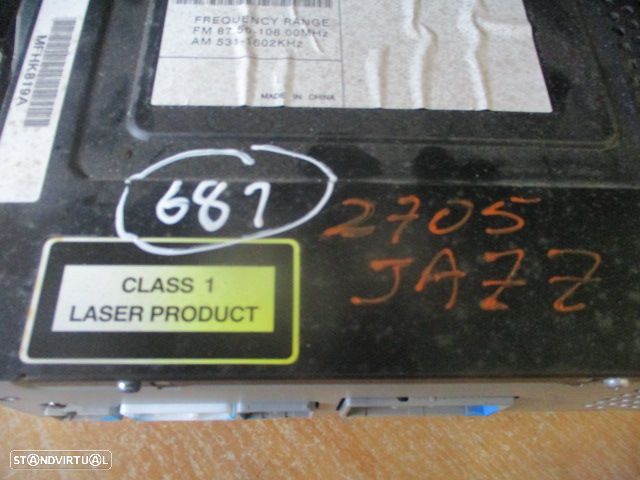 FREQUENCY RANGE
FM 87.50-108.00MHz
AM 531-1602KHz
MADE IN CHINA
MFHK819A
687
2705
JAZZ
CLASS 1
LASER PRODUCT
STANDVIRTUAL